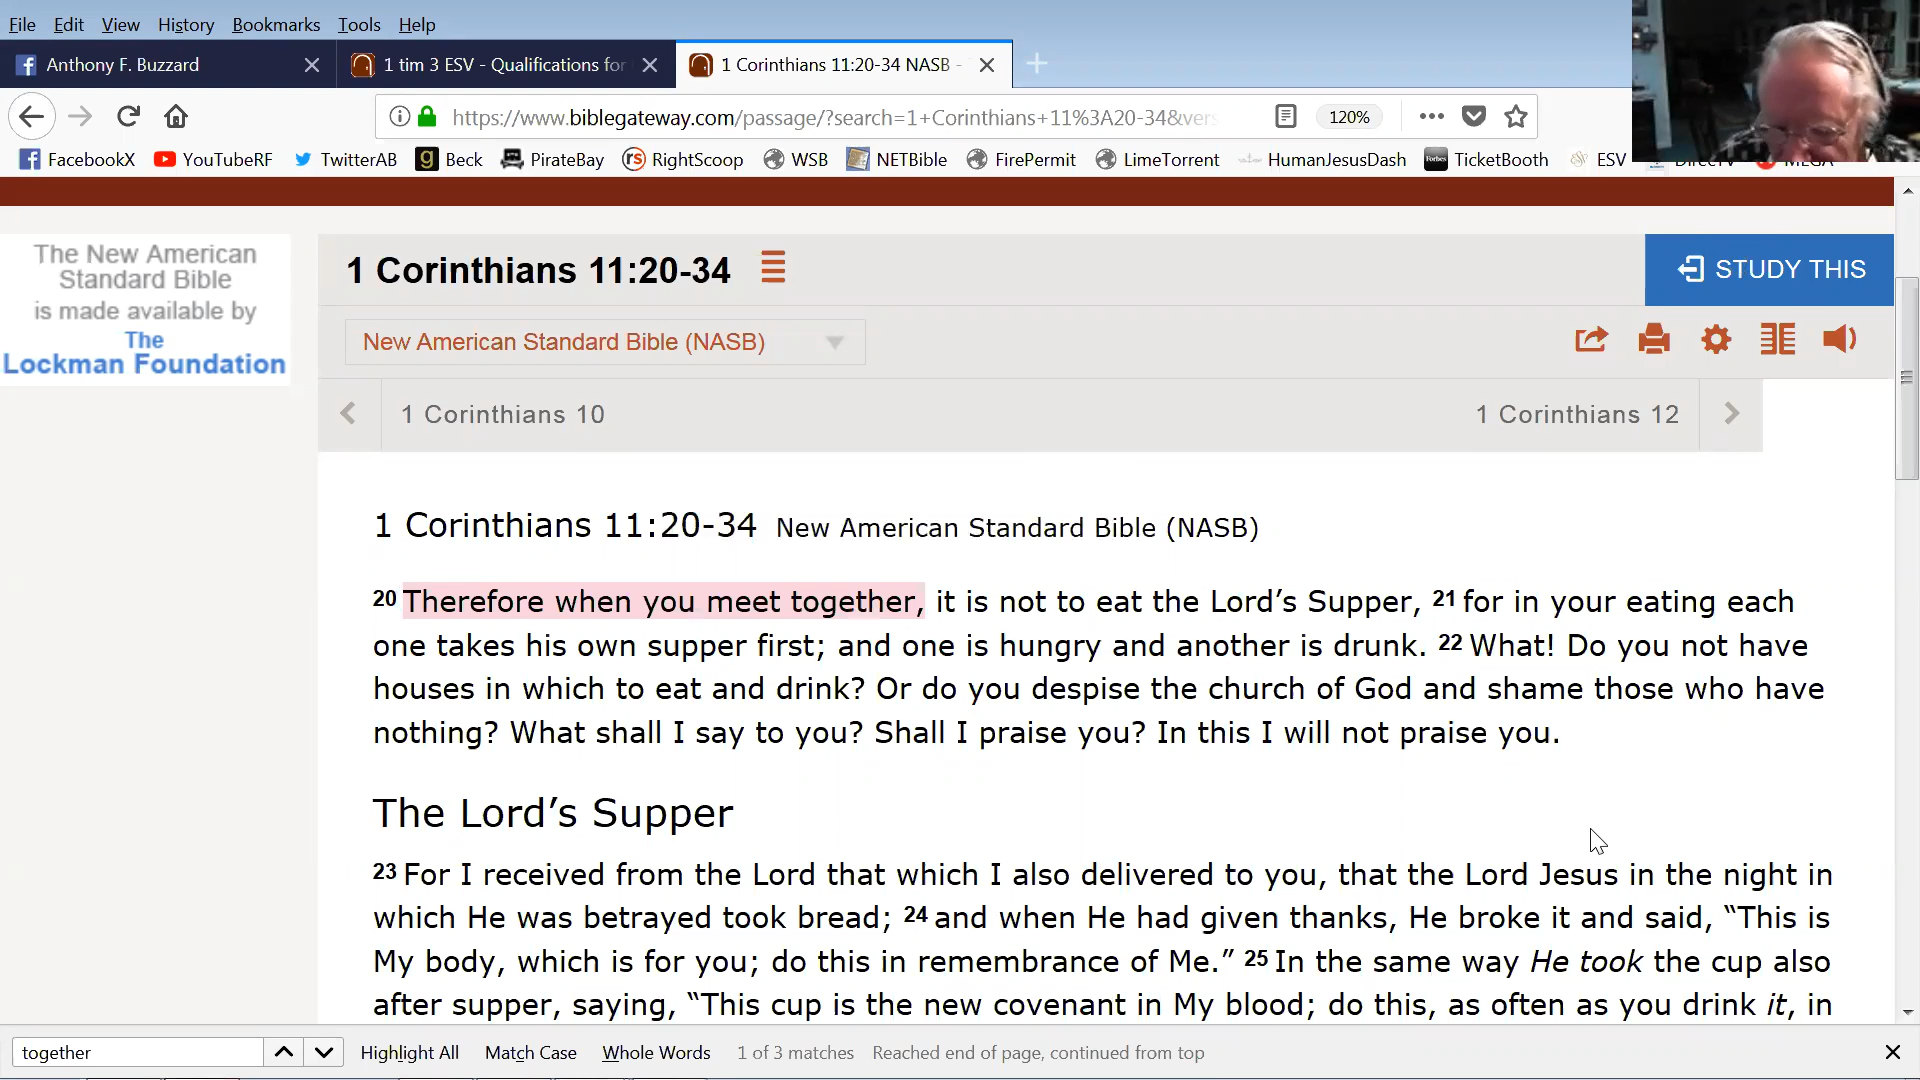 File Edit View History Bookmarks Tools Help
Anthony F. Buzzard
1 tim 3 ESV - Qualifications for
1 Corinthians 11:20-34 NASB -
https://www.biblegateway.com/passage/?search=1+Corinthians+11%3A20-34&vers
120%
FacebookX YouTubeRF TwitterAB Beck PirateBay RightScoop WSB NETBible FirePermit LimeTorrent HumanJesusDash TicketBooth ESV
The New American
Standard Bible
is made available by
The
Lockman Foundation
1 Corinthians 11:20-34
STUDY THIS
New American Standard Bible (NASB)
1 Corinthians 10
1 Corinthians 12
1 Corinthians 11:20-34 New American Standard Bible (NASB)
20 Therefore when you meet together, it is not to eat the Lord’s Supper, 21 for in your eating each
one takes his own supper first; and one is hungry and another is drunk. 22 What! Do you not have
houses in which to eat and drink? Or do you despise the church of God and shame those who have
nothing? What shall I say to you? Shall I praise you? In this I will not praise you.
The Lord’s Supper
23 For I received from the Lord that which I also delivered to you, that the Lord Jesus in the night in
which He was betrayed took bread; 24 and when He had given thanks, He broke it and said, “This is
My body, which is for you; do this in remembrance of Me.” 25 In the same way He took the cup also
after supper, saying, “This cup is the new covenant in My blood; do this, as often as you drink it, in
together
Highlight All Match Case Whole Words 1 of 3 matches Reached end of page, continued from top